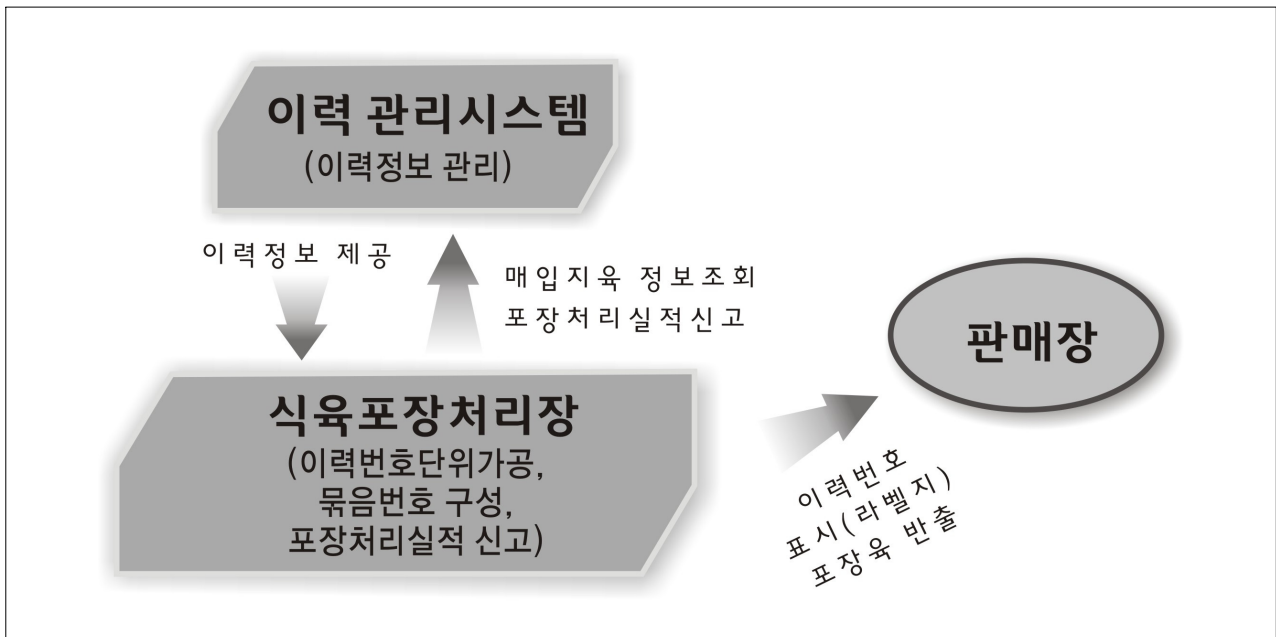 이력 관리시스템
(이력정보 관리)
이력정보 제공
매입지육 정보조회
포장처리실적신고
판매장
식육포장처리장
(이력번호단위가공,
묶음번호 구성,
포장처리실적 신고)
이력번호
표시(라벨지)
포장육 반출